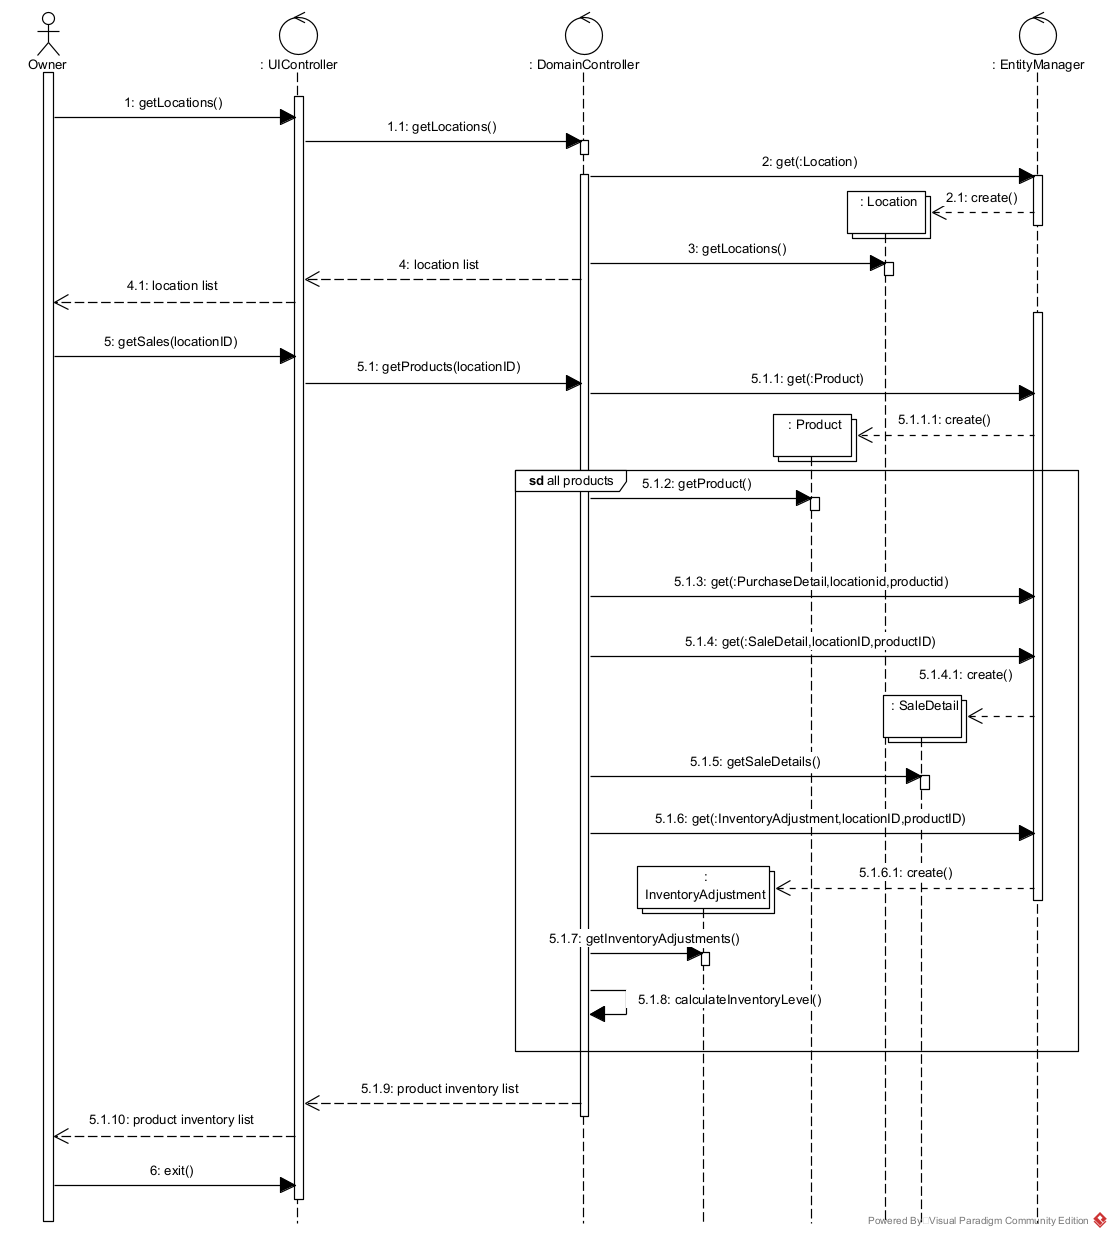 Owner
: UIController
: DomainController
: EntityManager
1: getLocations()
1.1: getLocations()
2: get(:Location)
2.1: create()
: Location
3: getLocations()
4: location list
4.1: location list
5: getSales(locationID)
5.1: getProducts(locationID)
5.1.1: get(:Product)
5.1.1.1: create()
: Product
sd all products
5.1.2: getProduct()
5.1.3: get(:PurchaseDetail,locationid,productid)
5.1.4: get(:SaleDetail,locationID,productID)
5.1.4.1: create()
: SaleDetail
5.1.5: getSaleDetails()
5.1.6: get(:InventoryAdjustment,locationID,productID)
5.1.6.1: create()
:
InventoryAdjustment
5.1.7: getInventoryAdjustments()
5.1.8: calculateInventoryLevel()
5.1.9: product inventory list
5.1.10: product inventory list
6: exit()
Powered By Visual Paradigm Community Edition